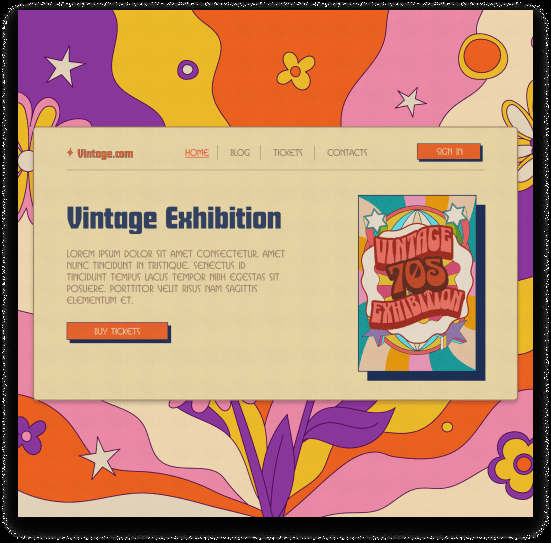 Vintage.com
HOME
BLOG
TICKETS
CONTACTS
SIGN IN
Vintage Exhibition
LOREM IPSUM DOLOR SIT AMET CONSECTETUR. AMET
NUNC TINCIDUNT IN TRISTIQUE. SENECTUS ID
TINCIDUNT TEMPUS LACUS TEMPOR NIBH EGESTAS SIT
POSUERE. PORTTITOR VELIT RISUS NAM SAGITTIS
ELEMENTUM ET.
BUY TICKETS
VINTAGE
70S
EXHIBITION